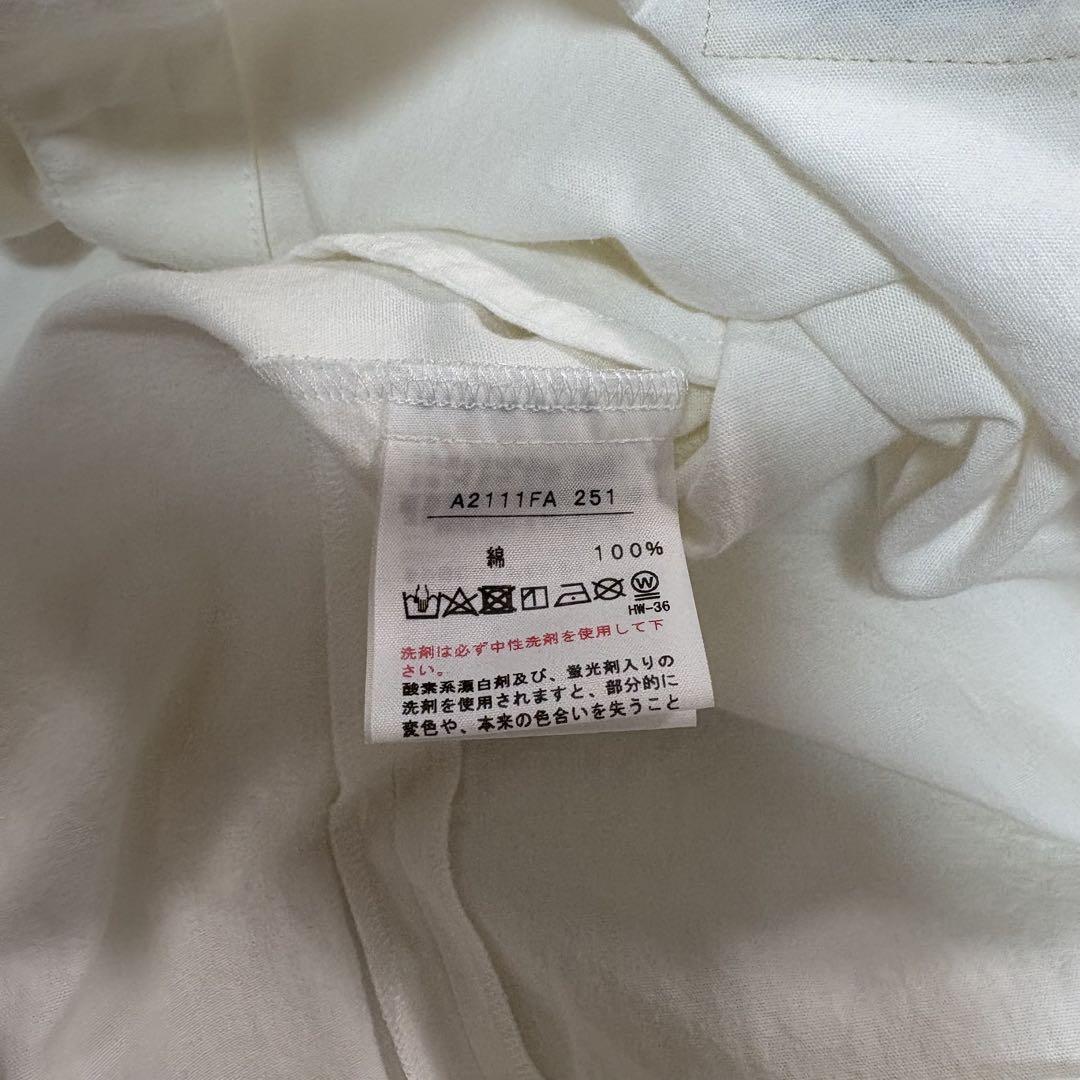 A2111FA 251
綿 100%
W
HW-36
洗剤は必ず中性洗剤を使用して下
さい。
酸素系漂白剤及び、蛍光剤入りの
洗剤を使用されますと、部分的に
変色や、本来の色合いを失うこと